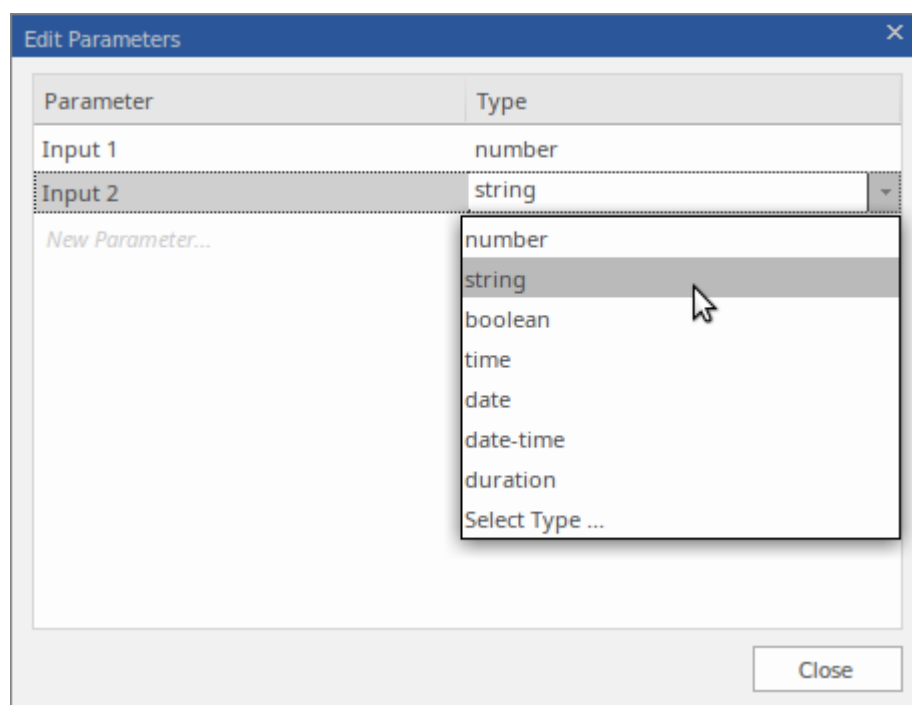 Edit Parameters
Parameter Type
Input 1 number
Input 2 string
New Parameter...
number
string
boolean
time
date
date-time
duration
Select Type ...
Close